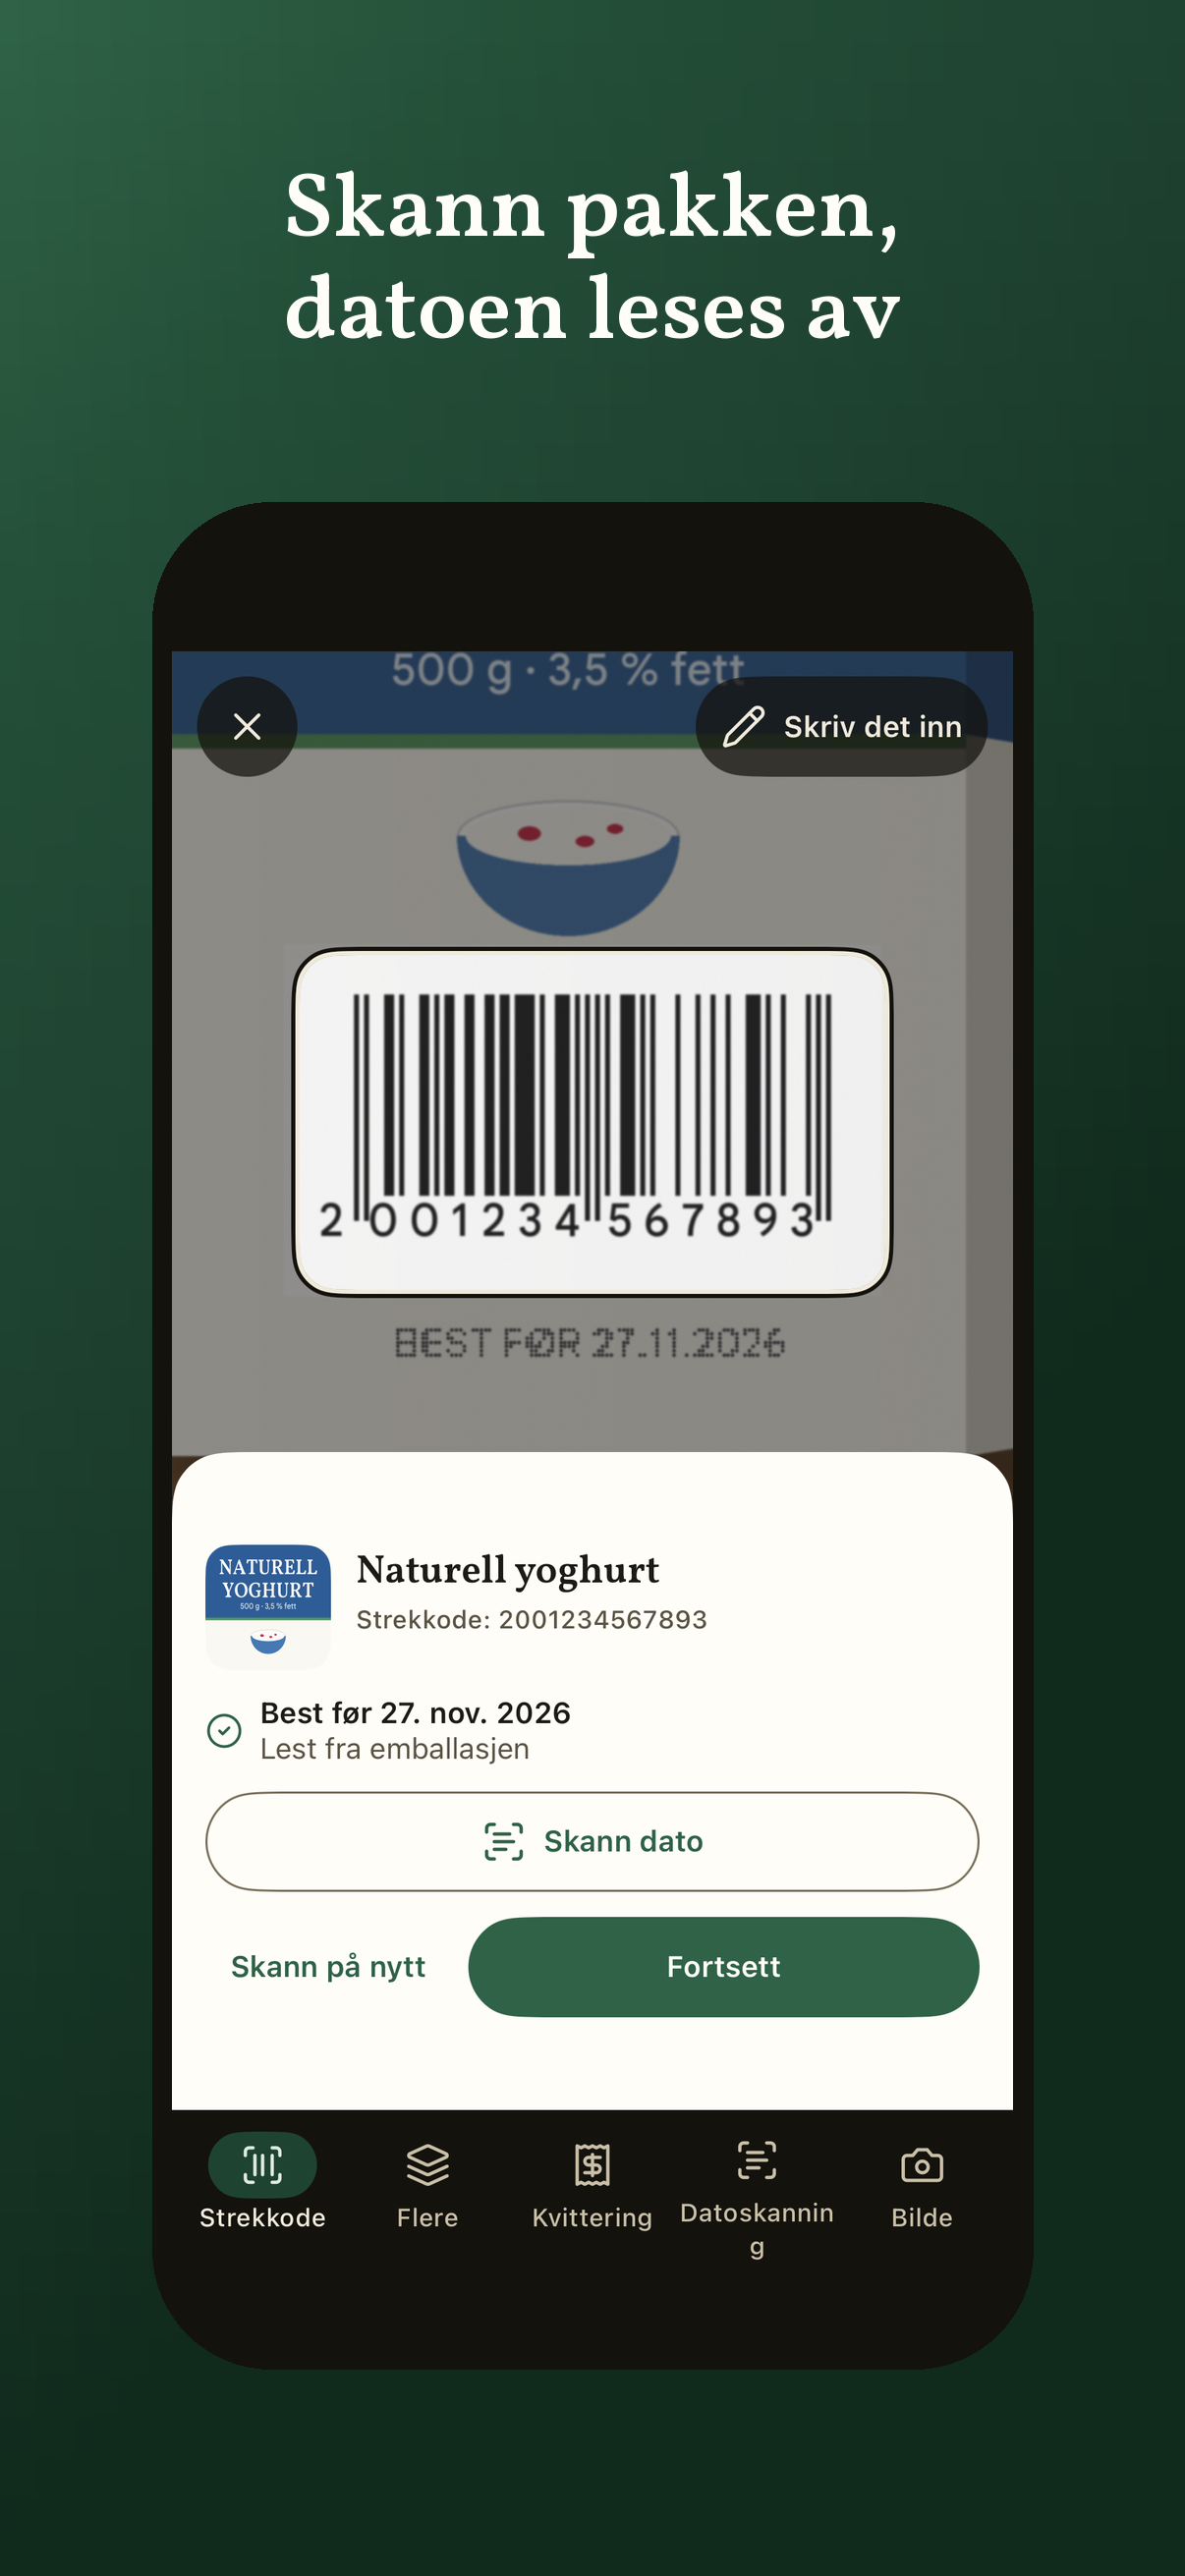 Skann pakken,
datoen leses av
500 g · 3,5 % fett
Skriv det inn
2 001234 567893
BEST FØR 27.11.2026
NATURELL
YOGHURT
500 g · 3,5 % fett
Naturell yoghurt
Strekkode: 2001234567893
Best før 27. nov. 2026
Lest fra emballasjen
Skann dato
Skann på nytt
Fortsett
Strekkode
Flere
Kvittering
Datoskannin
g
Bilde